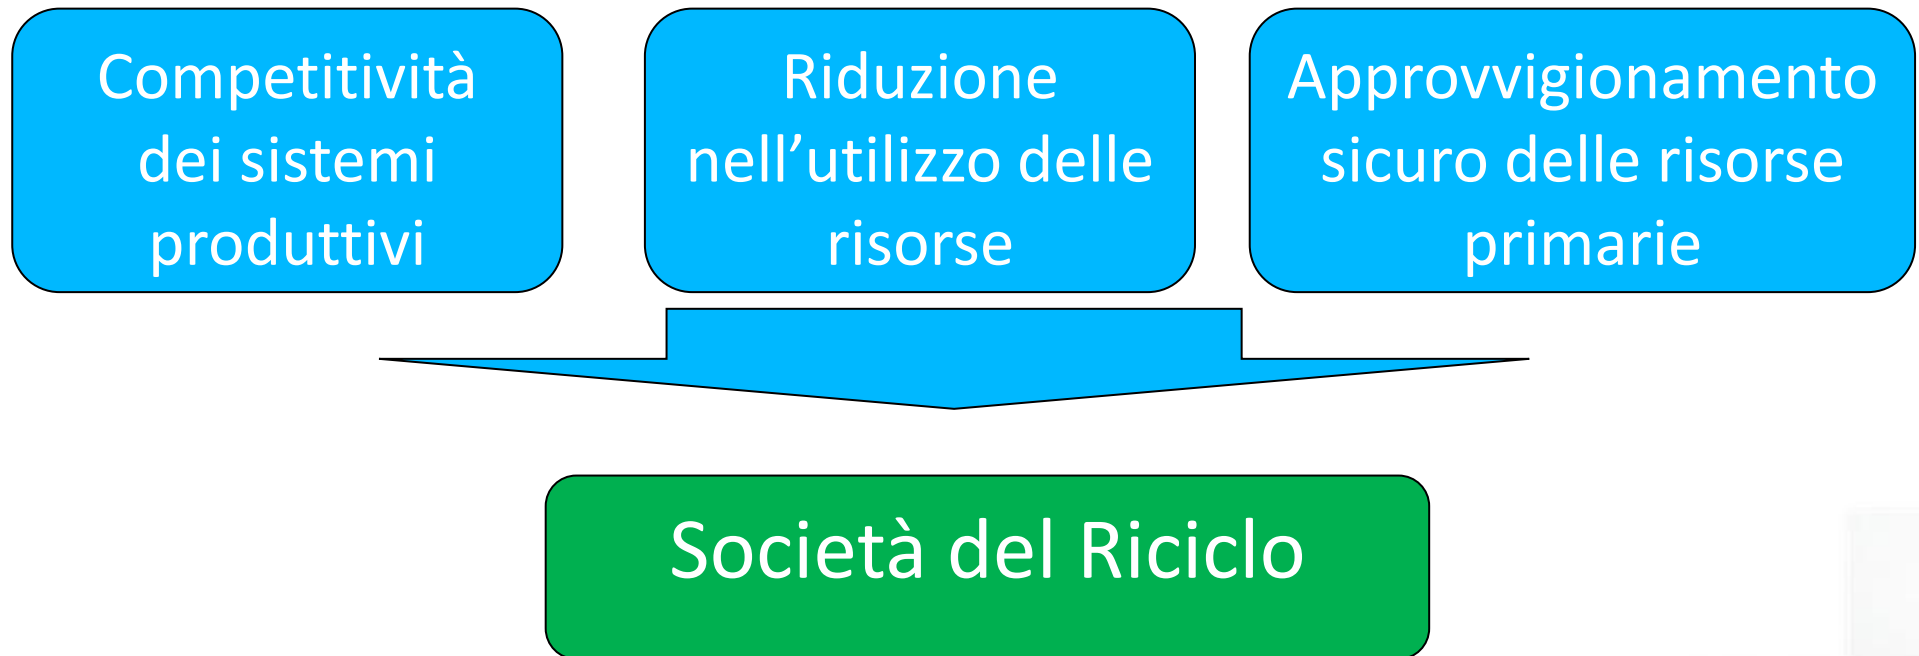 Competitività
dei sistemi
produttivi
Riduzione
nell’utilizzo delle
risorse
Approvvigionamento
sicuro delle risorse
primarie
Società del Riciclo